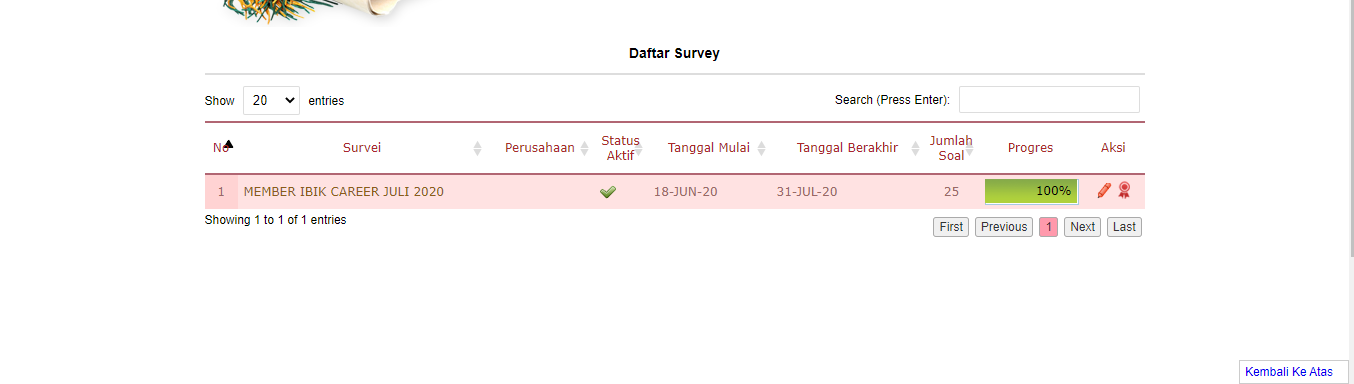 Daftar Survey
Show 20 entries Search (Press Enter):
No Survei Perusahaan Status Aktif Tanggal Mulai Tanggal Berakhir Jumlah Soal Progres Aksi
1 MEMBER IBIK CAREER JULI 2020 18-JUN-20 31-JUL-20 25 100%
Showing 1 to 1 of 1 entries First Previous 1 Next Last
Kembali Ke Atas